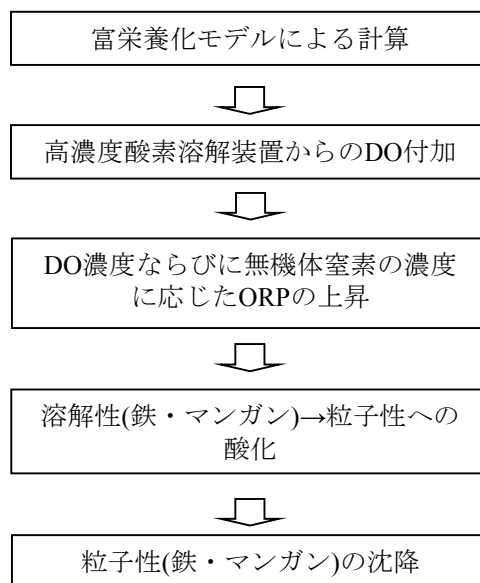 富栄養化モデルによる計算
高濃度酸素溶解装置からのDO付加
DO濃度ならびに無機体窒素の濃度
に応じたORPの上昇
溶解性(鉄・マンガン)→粒子性への
酸化
粒子性(鉄・マンガン)の沈降